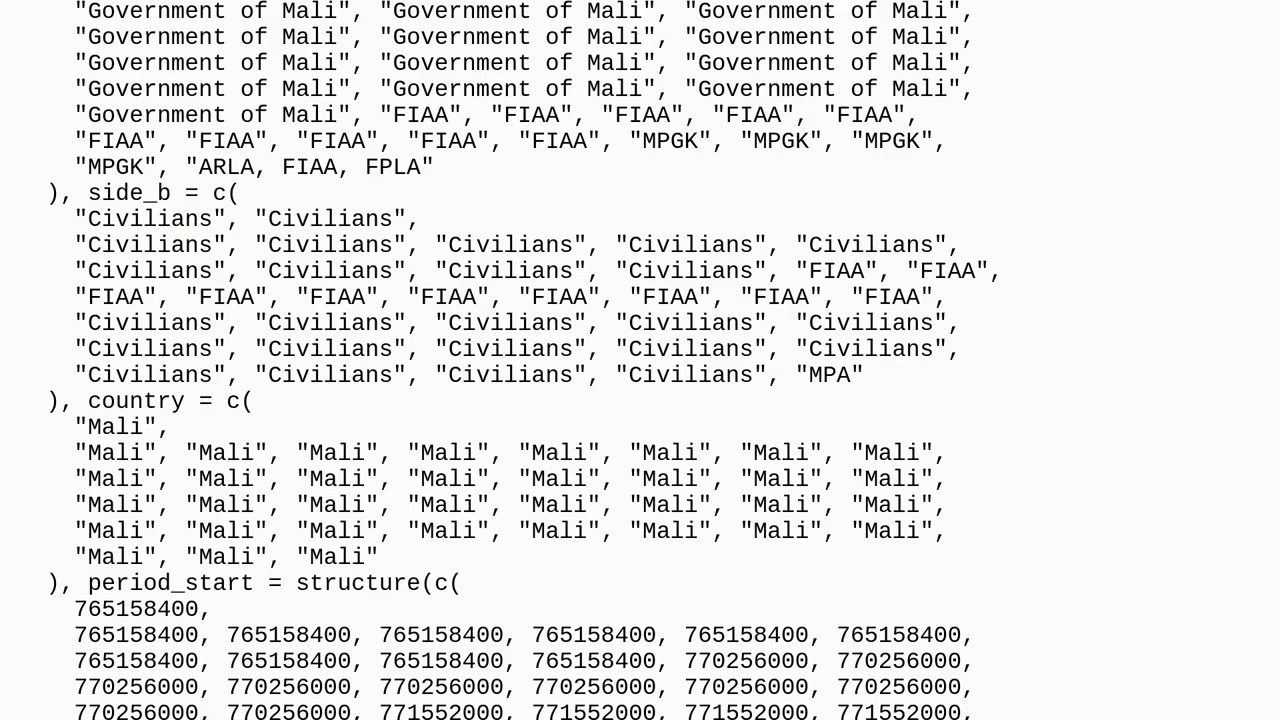 "Government of Mali", "Government of Mali", "Government of Mali",
"Government of Mali", "Government of Mali", "Government of Mali",
"Government of Mali", "Government of Mali", "Government of Mali",
"Government of Mali", "Government of Mali", "Government of Mali",
"Government of Mali", "FIAA", "FIAA", "FIAA", "FIAA", "FIAA",
"FIAA", "FIAA", "FIAA", "FIAA", "FIAA", "MPGK", "MPGK", "MPGK",
"MPGK", "ARLA, FIAA, FPLA"
), side_b = c(
"Civilians", "Civilians",
"Civilians", "Civilians", "Civilians", "Civilians", "Civilians",
"Civilians", "Civilians", "Civilians", "Civilians", "FIAA", "FIAA",
"FIAA", "FIAA", "FIAA", "FIAA", "FIAA", "FIAA", "FIAA", "FIAA",
"Civilians", "Civilians", "Civilians", "Civilians", "Civilians",
"Civilians", "Civilians", "Civilians", "Civilians", "Civilians",
"Civilians", "Civilians", "Civilians", "Civilians", "MPA"
), country = c(
"Mali",
"Mali", "Mali", "Mali", "Mali", "Mali", "Mali", "Mali", "Mali",
"Mali", "Mali", "Mali", "Mali", "Mali", "Mali", "Mali", "Mali",
"Mali", "Mali", "Mali", "Mali", "Mali", "Mali", "Mali", "Mali",
"Mali", "Mali", "Mali", "Mali", "Mali", "Mali", "Mali", "Mali",
"Mali", "Mali", "Mali"
), period_start = structure(c(
765158400,
765158400, 765158400, 765158400, 765158400, 765158400, 765158400,
765158400, 765158400, 765158400, 765158400, 770256000, 770256000,
770256000, 770256000, 770256000, 770256000, 770256000, 770256000,
770256000, 770256000, 771552000, 771552000, 771552000, 771552000,